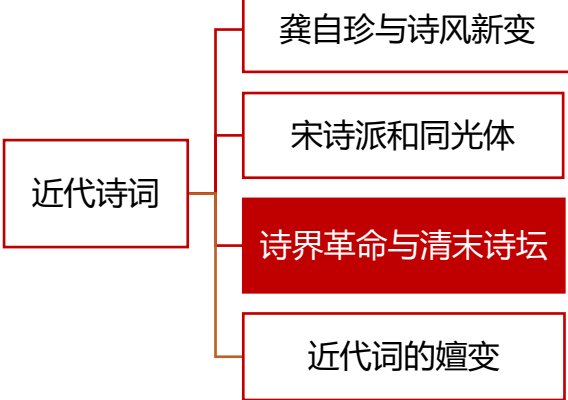 龚自珍与诗风新变
宋诗派和同光体
近代诗词
诗界革命与清末诗坛
近代词的嬗变